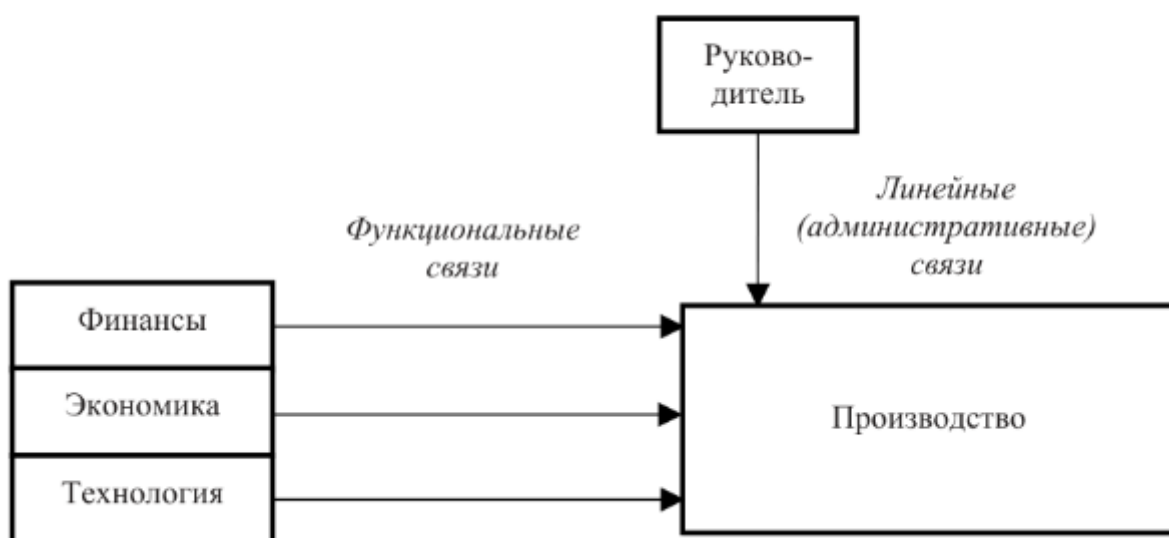 Руково-
дитель
Линейные
(административные)
связи
Функциональные
связи
Финансы
Экономика
Технология
Производство